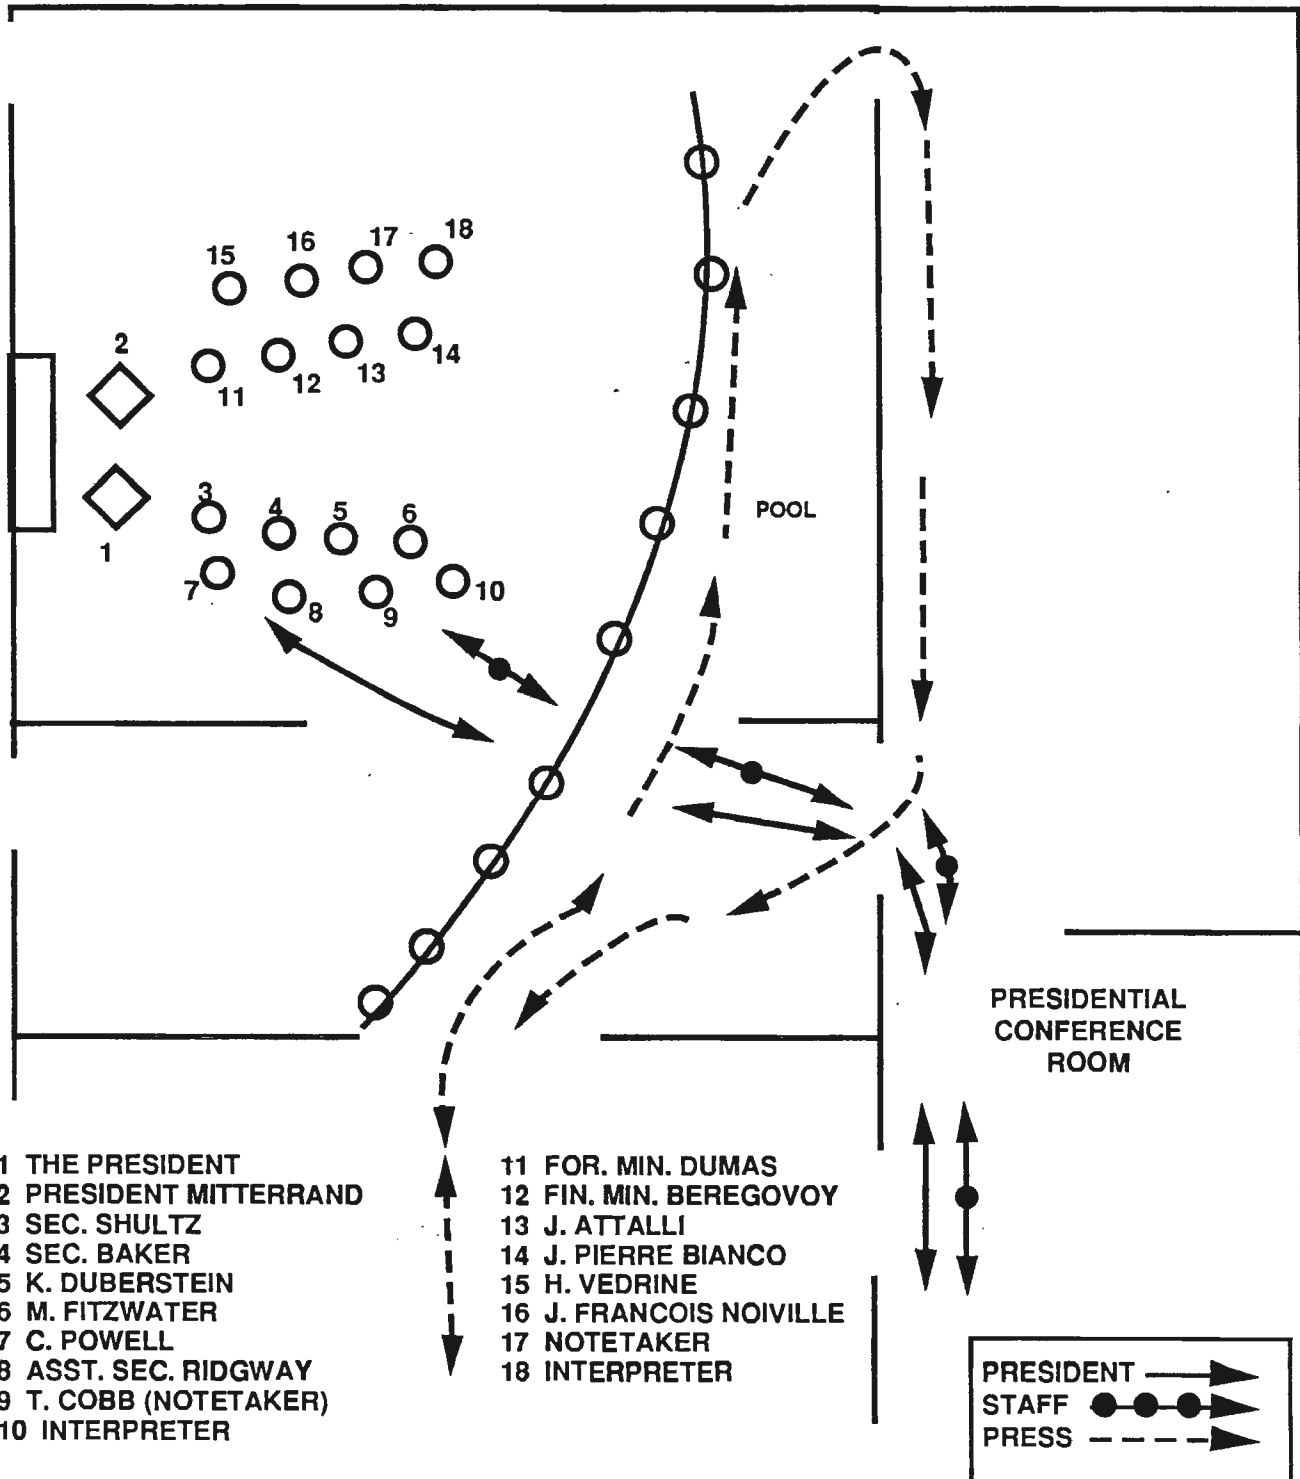 18
17
16
15
2
14
13
12
11
3
4
5
6
POOL
1
7
8
9
10
PRESIDENTIAL
CONFERENCE
ROOM
1 THE PRESIDENT
2 PRESIDENT MITTERRAND
3 SEC. SHULTZ
4 SEC. BAKER
5 K. DUBERSTEIN
6 M. FITZWATER
7 C. POWELL
8 ASST. SEC. RIDGWAY
9 T. COBB (NOTETAKER)
10 INTERPRETER
11 FOR. MIN. DUMAS
12 FIN. MIN. BEREGOVOY
13 J. ATTALLI
14 J. PIERRE BIANCO
15 H. VEDRINE
16 J. FRANCOIS NOIVILLE
17 NOTETAKER
18 INTERPRETER
PRESIDENT
STAFF
PRESS